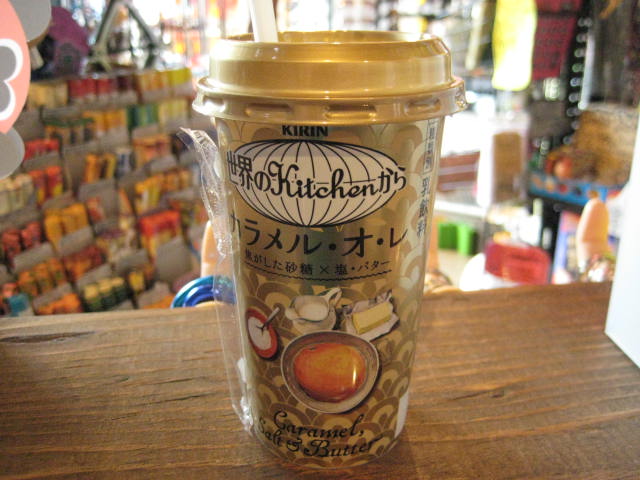 KIRIN
世界のKitchenから
カラメル・オ・レ
焦がした砂糖×塩・バター
Caramel,
Salt & Butter
乳飲料